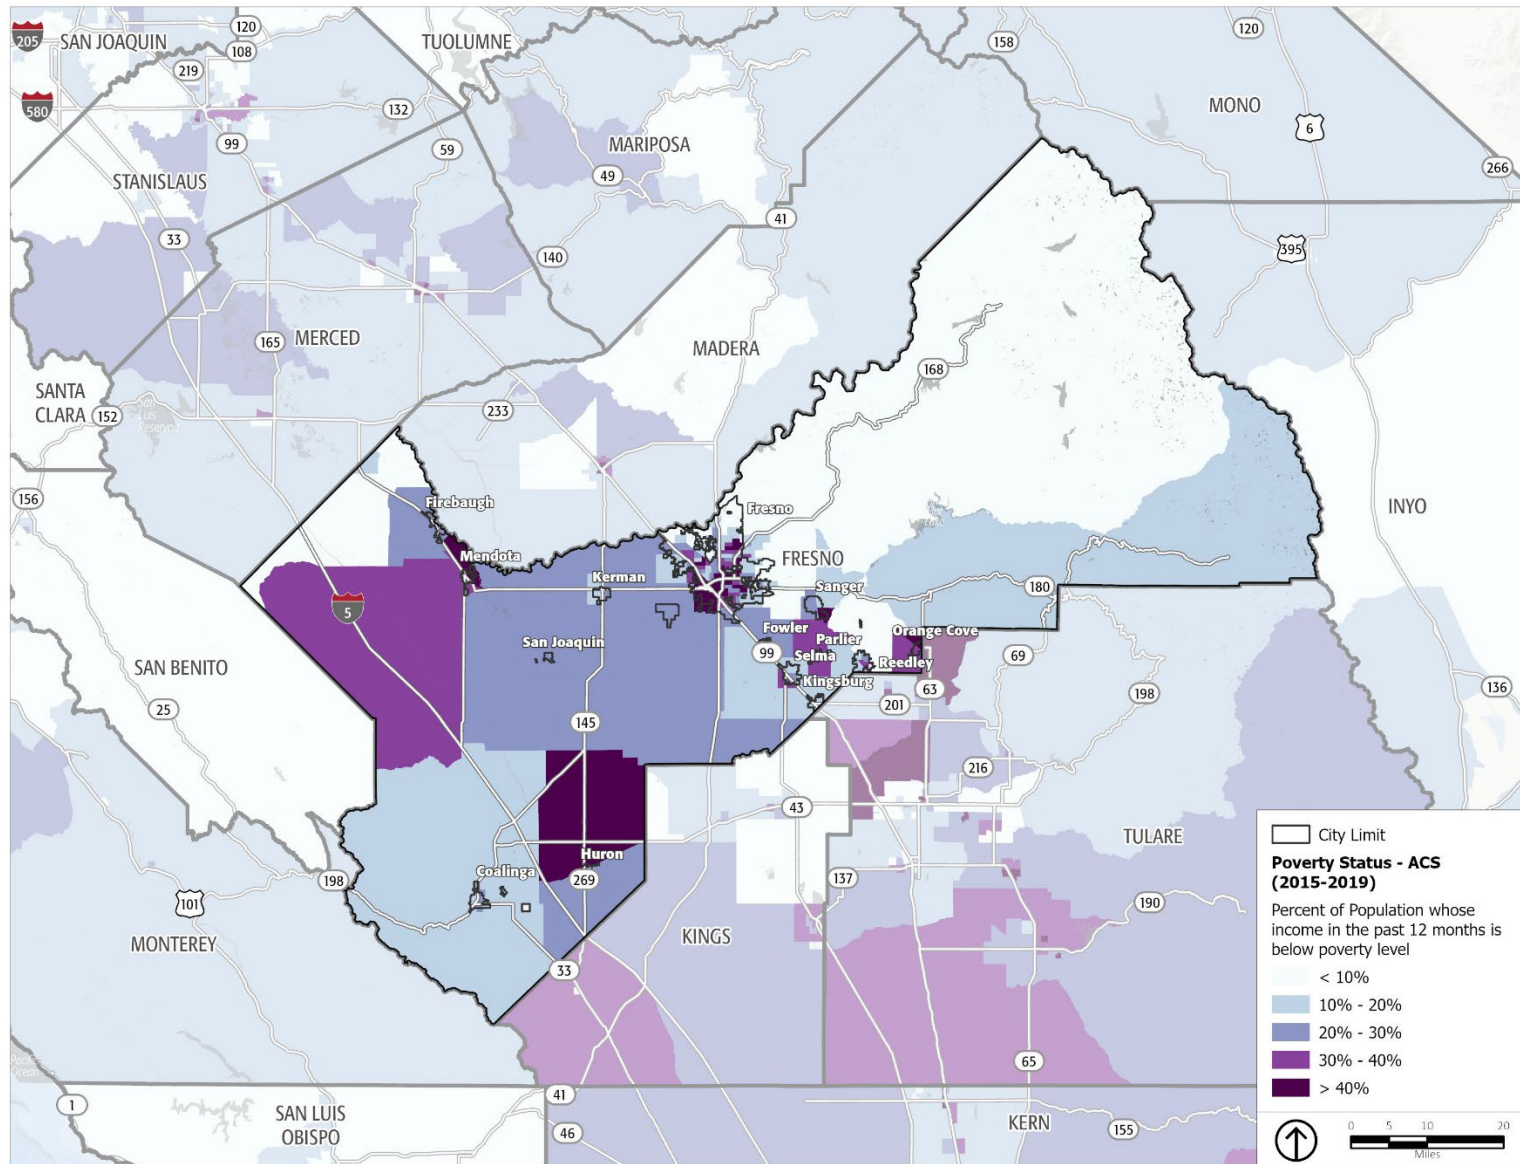 205
SAN JOAQUIN
120
108
TUOLUMNE
158
120
219
580
132
MONO
99
59
6
MARIPOSA
STANISLAUS
49
266
33
41
395
140
165
MERCED
MADERA
168
SANTA
CLARA
152
San
Luis
Reservoir
233
156
INYO
Firebaugh
Fresno
Mendota
FRESNO
Kerman
Sanger
180
5
San Joaquin
Fowler
Parlier
Orange Cove
99
Selma
Reedley
69
SAN BENITO
Kingsburg
63
198
136
25
201
145
216
43
TULARE
Huron
Coalinga
198
269
137
101
190
MONTEREY
KINGS
33
65
Pacific
Ocean
41
1
SAN LUIS
OBISPO
46
KERN
155
City Limit
Poverty Status - ACS
(2015-2019)
Percent of Population whose
income in the past 12 months is
below poverty level
< 10%
10% - 20%
20% - 30%
30% - 40%
> 40%
0 5 10 20
Miles